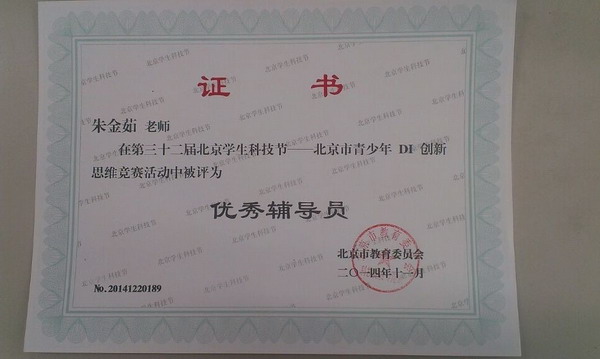 证 书
朱金茹 老师
在第三十二届北京学生科技节——北京市青少年 DI 创新
思维竞赛活动中被评为
优秀辅导员
北京市教育委员会
二〇一四年十一月
No. 20141220189